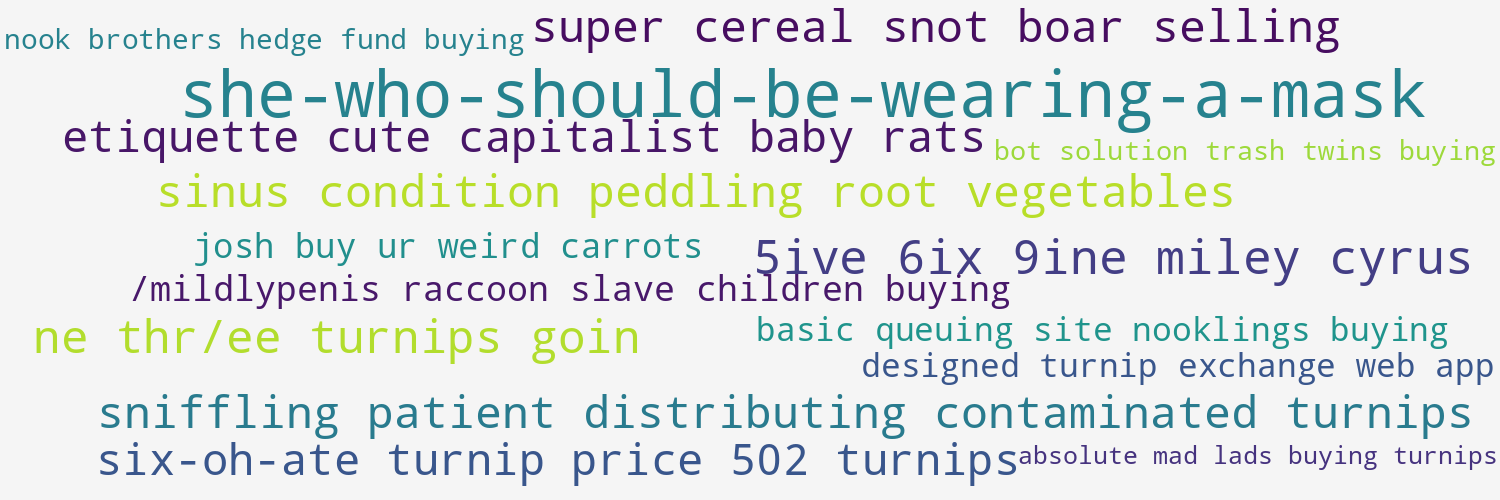 nook brothers hedge fund buying
super cereal snot boar selling
she-who-should-be-wearing-a-mask
etiquette cute capitalist baby rats
bot solution trash twins buying
sinus condition peddling root vegetables
josh buy ur weird carrots
5ive 6ix 9ine miley cyrus
/mildlypenis raccoon slave children buying
ne thr/ee turnips goin
basic queuing site nooklings buying
designed turnip exchange web app
sniffling patient distributing contaminated turnips
six-oh-ate turnip price 502 turnips
absolute mad lads buying turnips